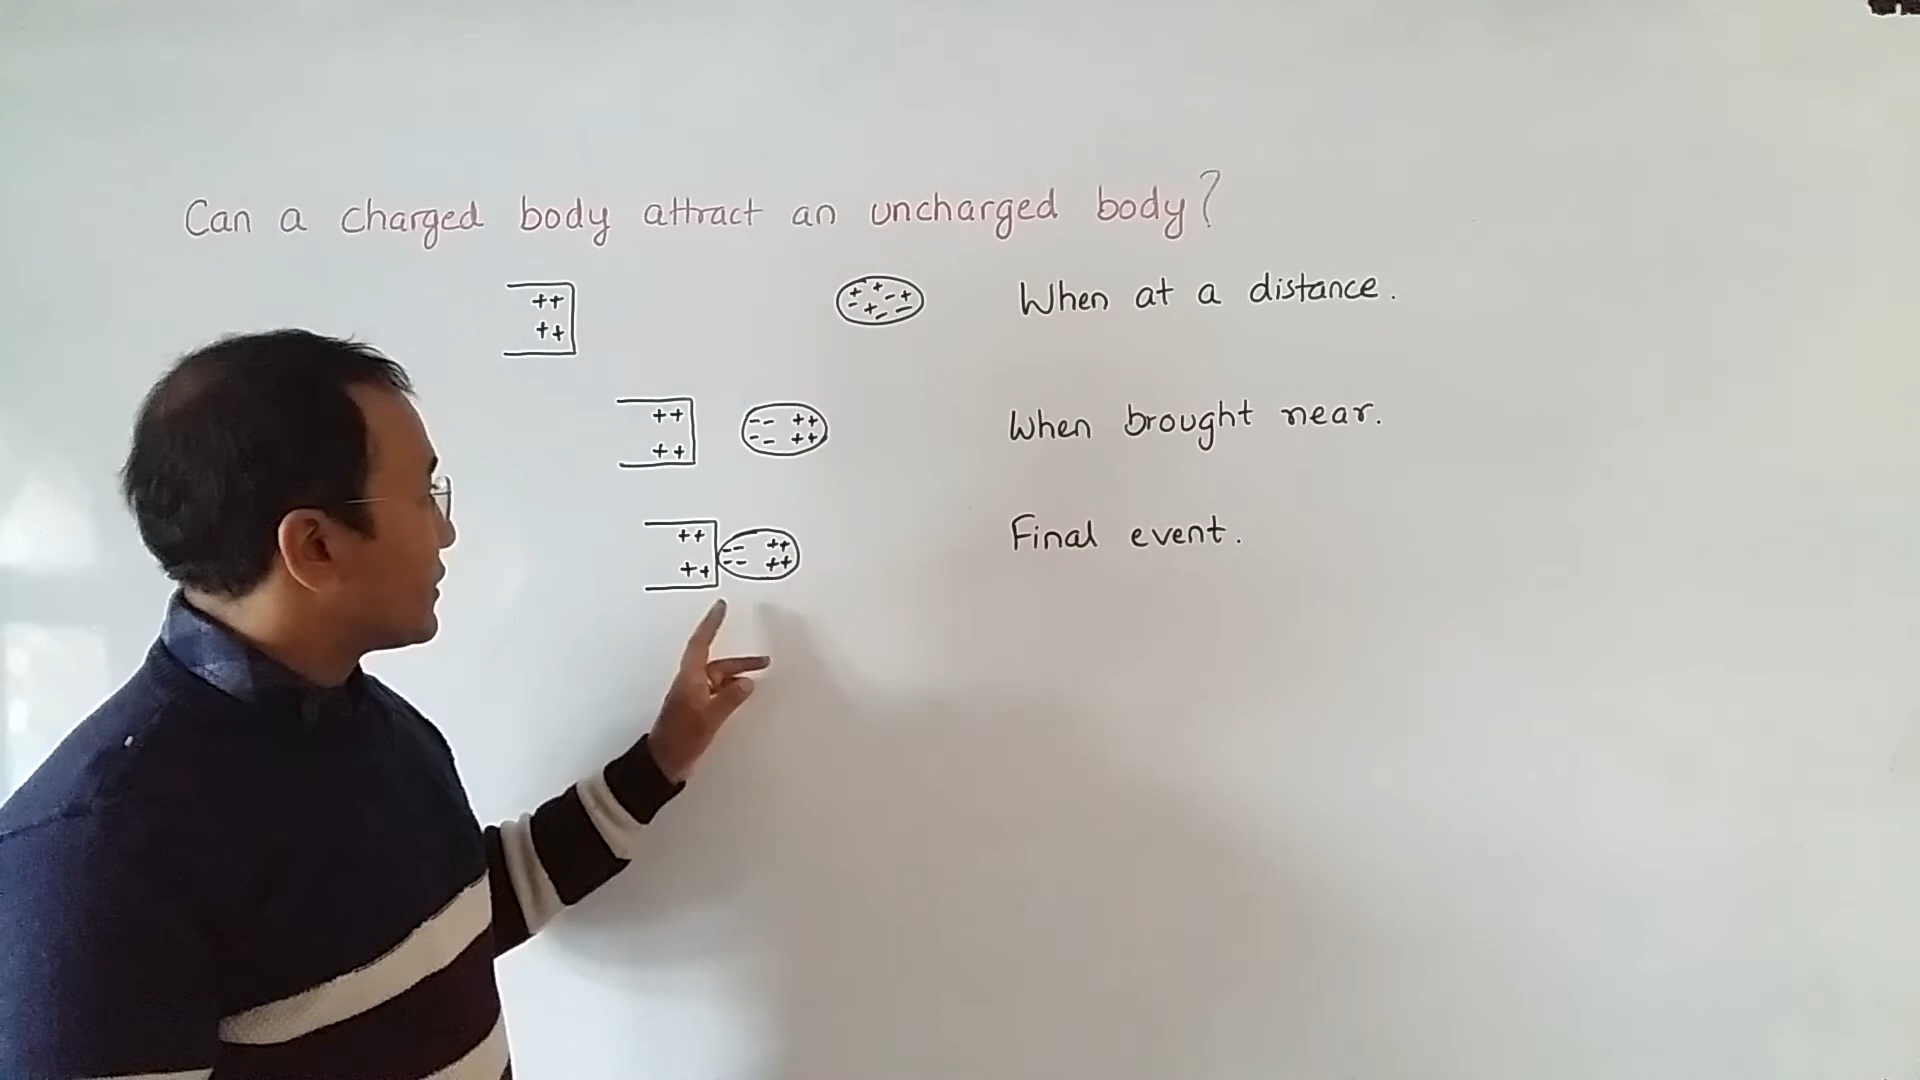 Can a charged body attract an uncharged body?
++ ++ + + - + - + - - When at a distance.
++ ++ -- ++ -- ++ When brought near.
++ ++ -- ++ -- ++ Final event.